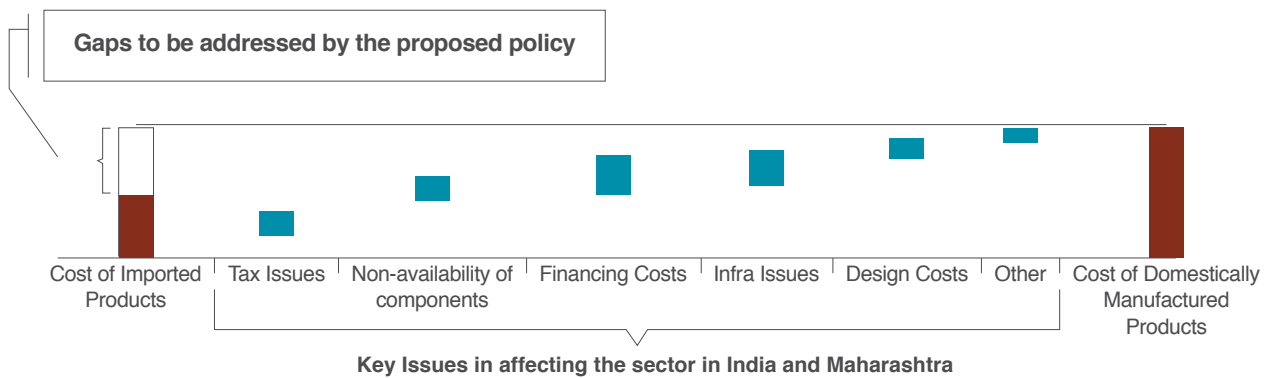 Gaps to be addressed by the proposed policy
Cost of Imported
Products
Tax Issues
Non-availability of
components
Financing Costs
Infra Issues
Design Costs
Other
Cost of Domestically
Manufactured
Products
Key Issues in affecting the sector in India and Maharashtra